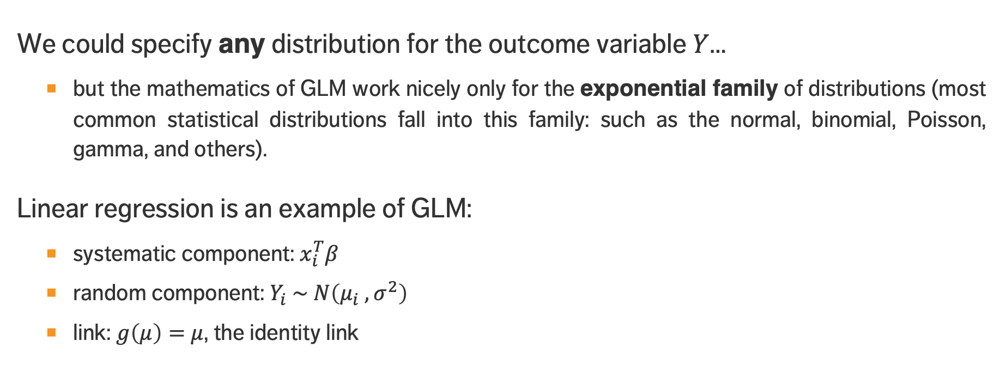 We could specify any distribution for the outcome variable Y...
▪ but the mathematics of GLM work nicely only for the exponential family of distributions (most
common statistical distributions fall into this family: such as the normal, binomial, Poisson,
gamma, and others).
Linear regression is an example of GLM:
▪ systematic component: $x_i^T \beta$
▪ random component: $Y_i \sim N(\mu_i, \sigma^2)$
▪ link: $g(\mu) = \mu$, the identity link